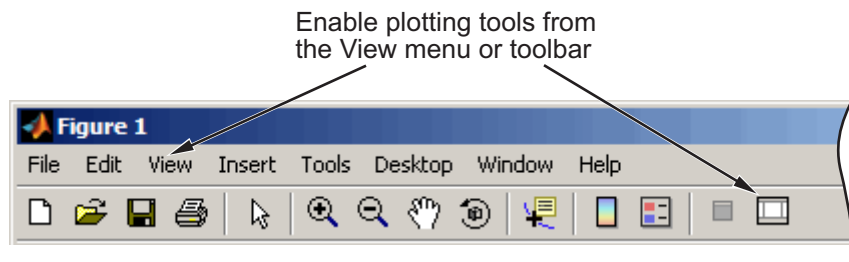 Enable plotting tools from
the View menu or toolbar
Figure 1
File Edit View Insert Tools Desktop Window Help